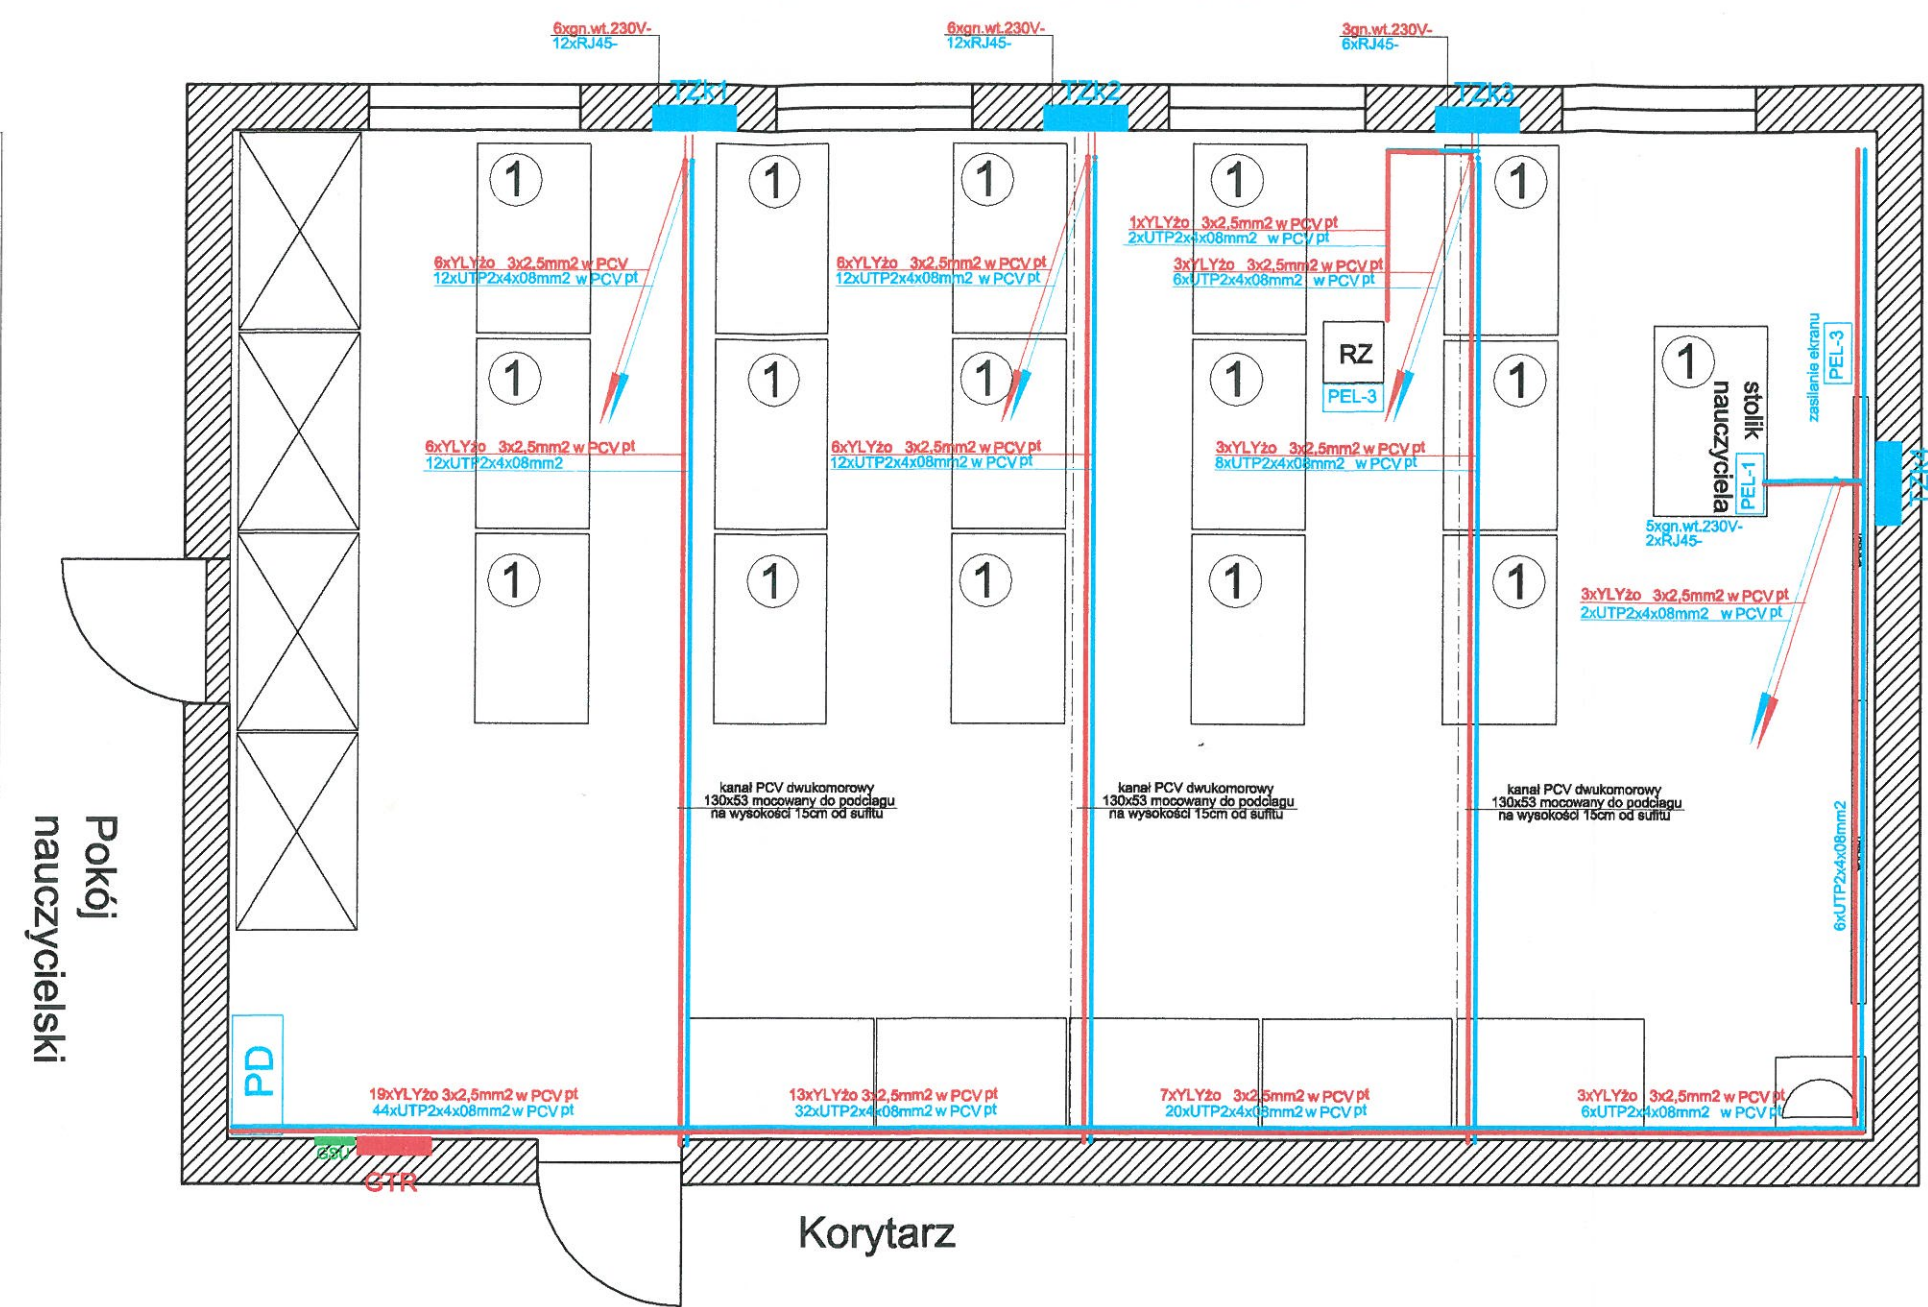 6xgn.wt.230V-
12xRJ45-
6xgn.wt.230V-
12xRJ45-
3gn.wt.230V-
6xRJ45-
TZk1
TZk2
TZk3
1
1
1
1
1
1xYLYżo 3x2,5mm2 w PCV pt
2xUTP2x4x08mm2 w PCV pt
6xYLYżo 3x2,5mm2 w PCV
12xUTP2x4x08mm2 w PCV pt
6xYLYżo 3x2,5mm2 w PCV pt
12xUTP2x4x08mm2 w PCV pt
3xYLYżo 3x2,5mm2 w PCV pt
6xUTP2x4x08mm2 w PCV pt
RZ
PEL-3
1
1
1
1
1
1
stolik
nauczyciela
PEL-1
zasilanie ekranu
PEL-3
TZk4
6xYLYżo 3x2,5mm2 w PCV pt
12xUTP2x4x08mm2
6xYLYżo 3x2,5mm2 w PCV pt
12xUTP2x4x08mm2 w PCV pt
3xYLYżo 3x2,5mm2 w PCV pt
8xUTP2x4x08mm2 w PCV pt
5xgn.wt.230V-
2xRJ45-
1
1
1
1
1
3xYLYżo 3x2,5mm2 w PCV pt
2xUTP2x4x08mm2 w PCV pt
kanał PCV dwukomorowy
130x53 mocowany do podciagu
na wysokości 15cm od sufitu
kanał PCV dwukomorowy
130x53 mocowany do podciagu
na wysokości 15cm od sufitu
kanał PCV dwukomorowy
130x53 mocowany do podciagu
na wysokości 15cm od sufitu
6xUTP2x4x08mm2
Pokój
nauczycielski
PD
19xYLYżo 3x2,5mm2 w PCV pt
44xUTP2x4x08mm2 w PCV pt
13xYLYżo 3x2,5mm2 w PCV pt
32xUTP2x4x08mm2 w PCV pt
7xYLYżo 3x2,5mm2 w PCV pt
20xUTP2x4x08mm2 w PCV pt
3xYLYżo 3x2,5mm2 w PCV pt
6xUTP2x4x08mm2 w PCV pt
GSU
GTR
Korytarz